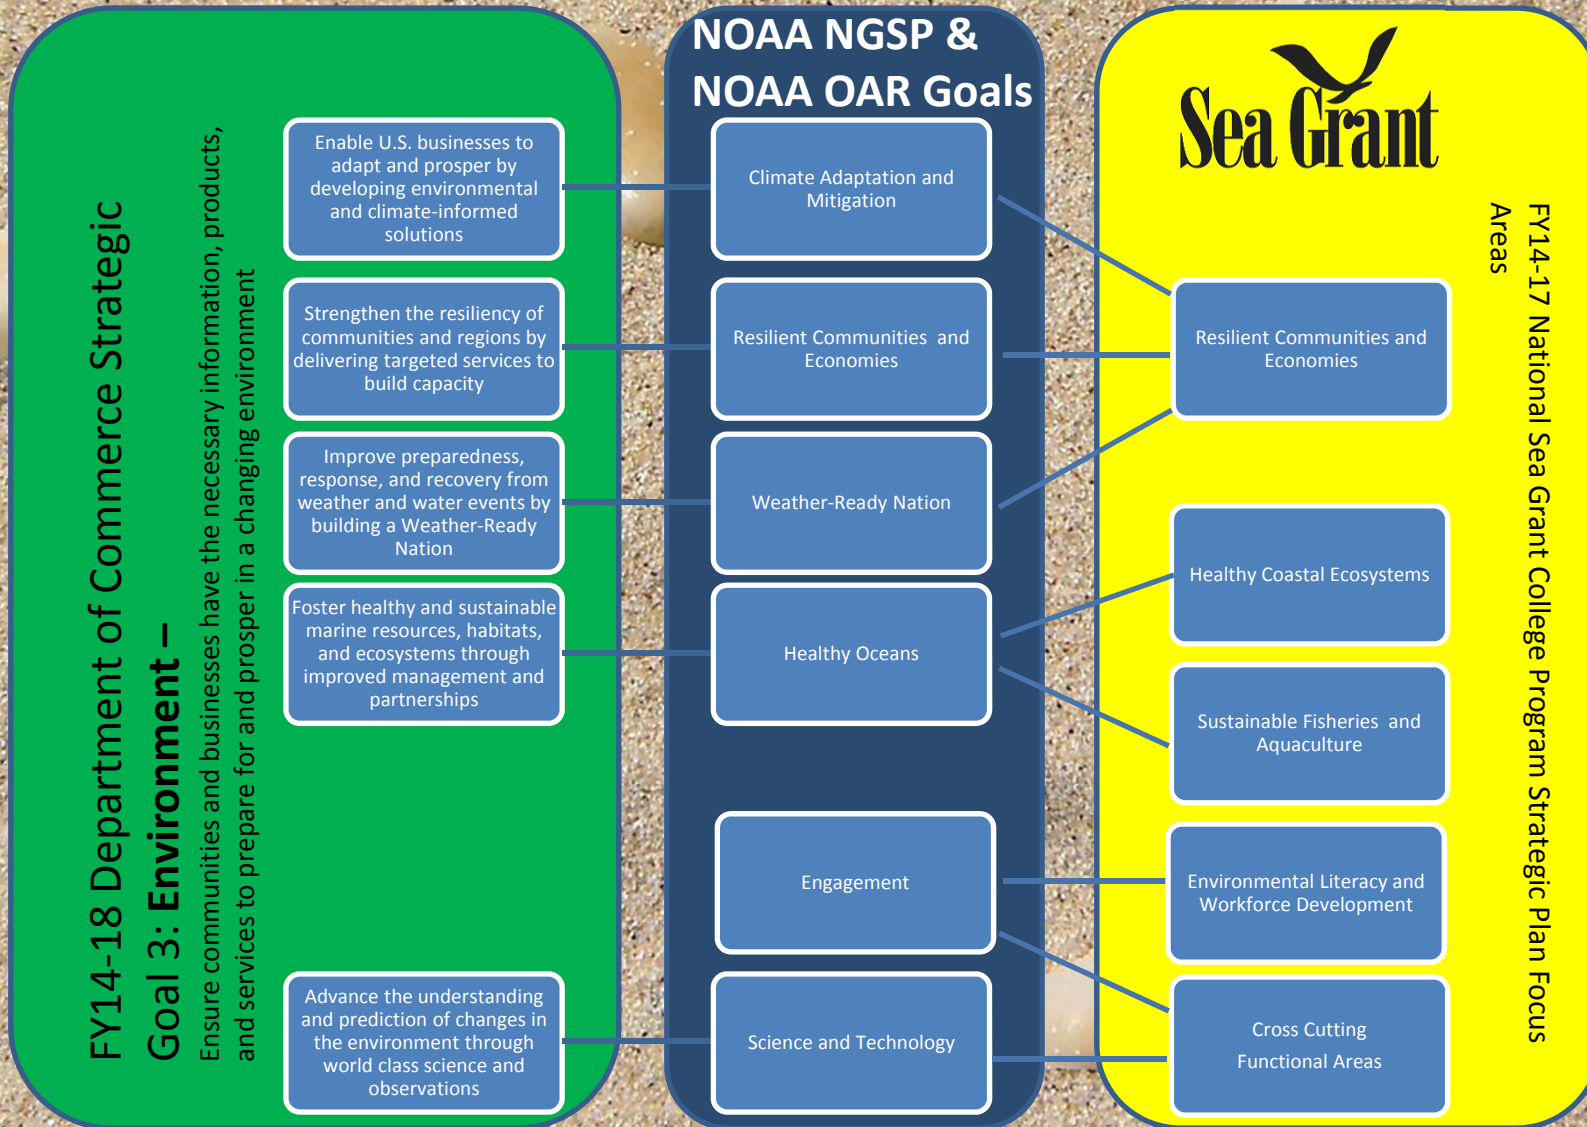 FY14-18 Department of Commerce Strategic
Goal 3: Environment –
Ensure communities and businesses have the necessary information, products,
and services to prepare for and prosper in a changing environment
Enable U.S. businesses to
adapt and prosper by
developing environmental
and climate-informed
solutions
Strengthen the resiliency of
communities and regions by
delivering targeted services to
build capacity
Improve preparedness,
response, and recovery from
weather and water events by
building a Weather-Ready
Nation
Foster healthy and sustainable
marine resources, habitats,
and ecosystems through
improved management and
partnerships
Advance the understanding
and prediction of changes in
the environment through
world class science and
observations
NOAA NGSP &
NOAA OAR Goals
Climate Adaptation and
Mitigation
Resilient Communities and
Economies
Weather-Ready Nation
Healthy Oceans
Engagement
Science and Technology
Sea Grant
Resilient Communities and
Economies
Healthy Coastal Ecosystems
Sustainable Fisheries and
Aquaculture
Environmental Literacy and
Workforce Development
Cross Cutting
Functional Areas
FY14-17 National Sea Grant College Program Strategic Plan Focus
Areas